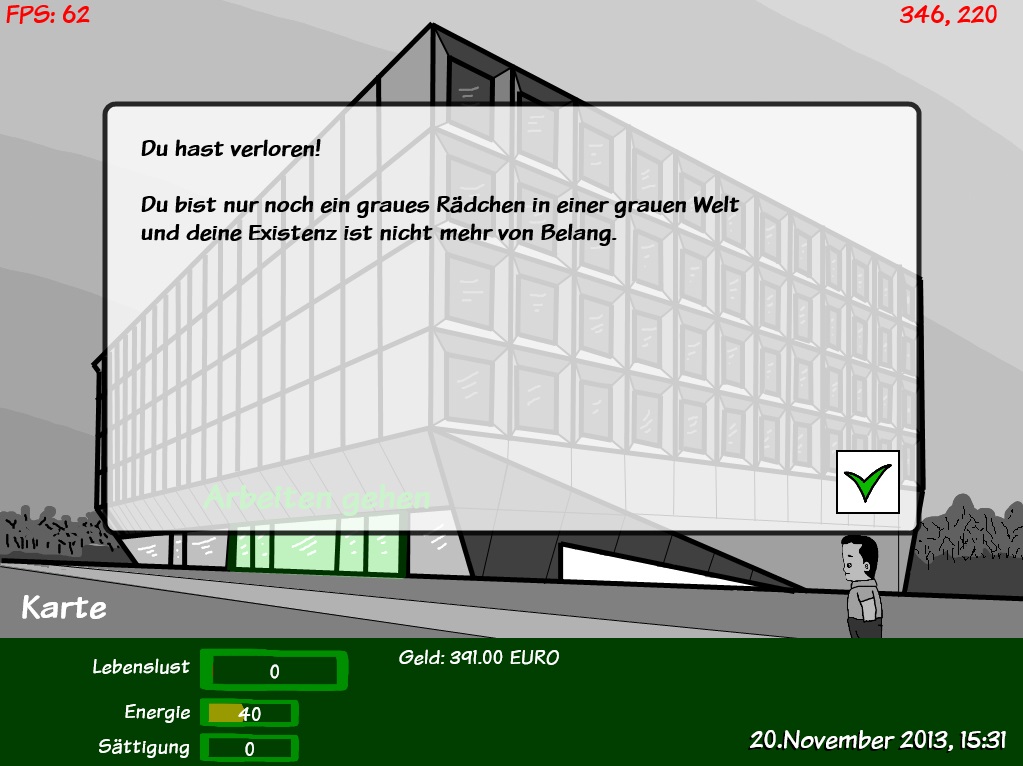 FPS: 62
346, 220
Du hast verloren!
Du bist nur noch ein graues Rädchen in einer grauen Welt
und deine Existenz ist nicht mehr von Belang.
Arbeiten gehen
Karte
Lebenslust 0
Geld: 391.00 EURO
Energie 40
Sättigung 0
20.November 2013, 15:31